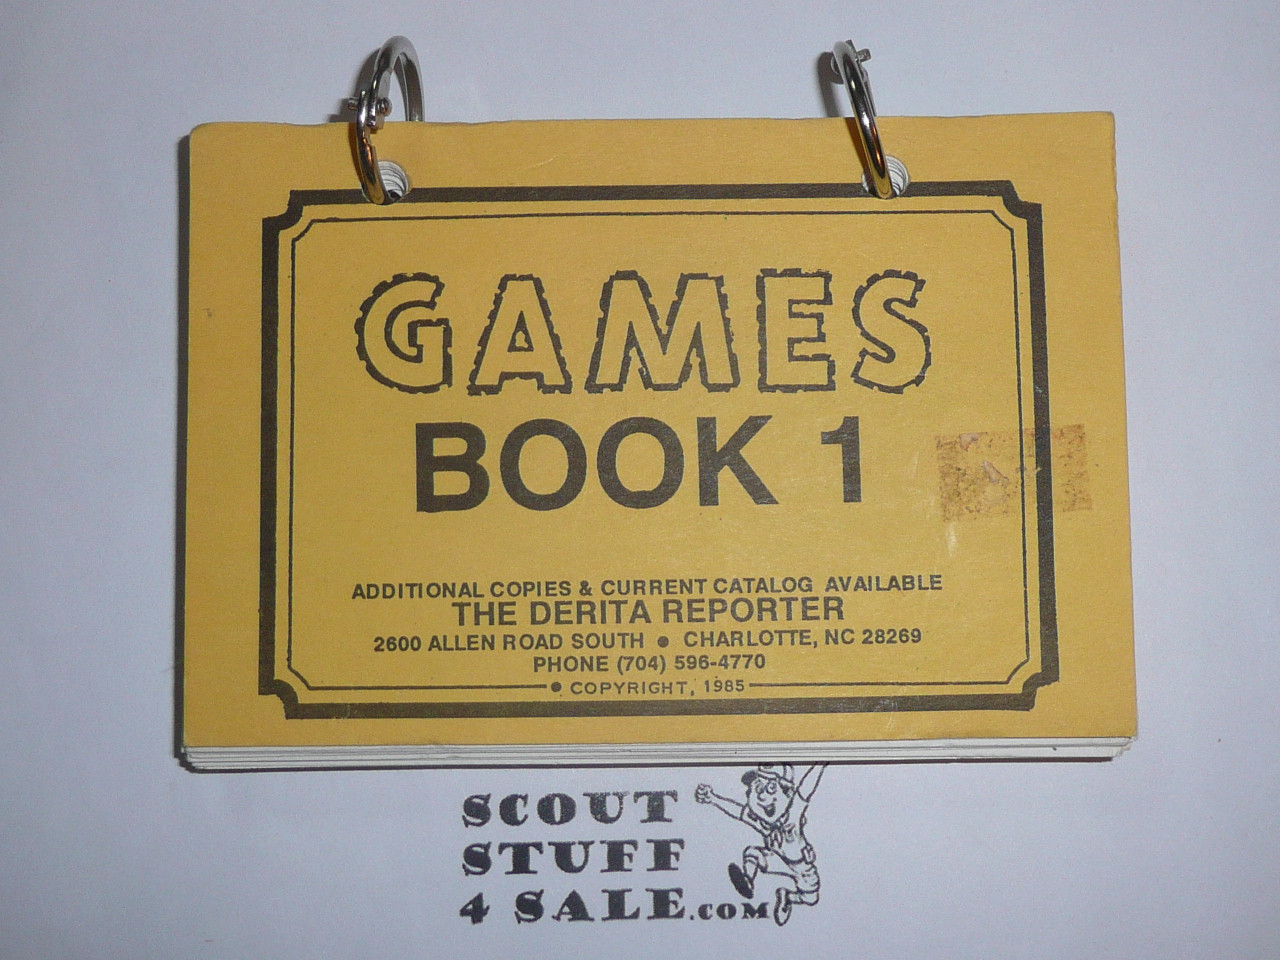 GAMES
BOOK 1
ADDITIONAL COPIES & CURRENT CATALOG AVAILABLE
THE DERITA REPORTER
2600 ALLEN ROAD SOUTH ● CHARLOTTE, NC 28269
PHONE (704) 596-4770
● COPYRIGHT, 1985
SCOUT
STUFF
4 SALE.COM